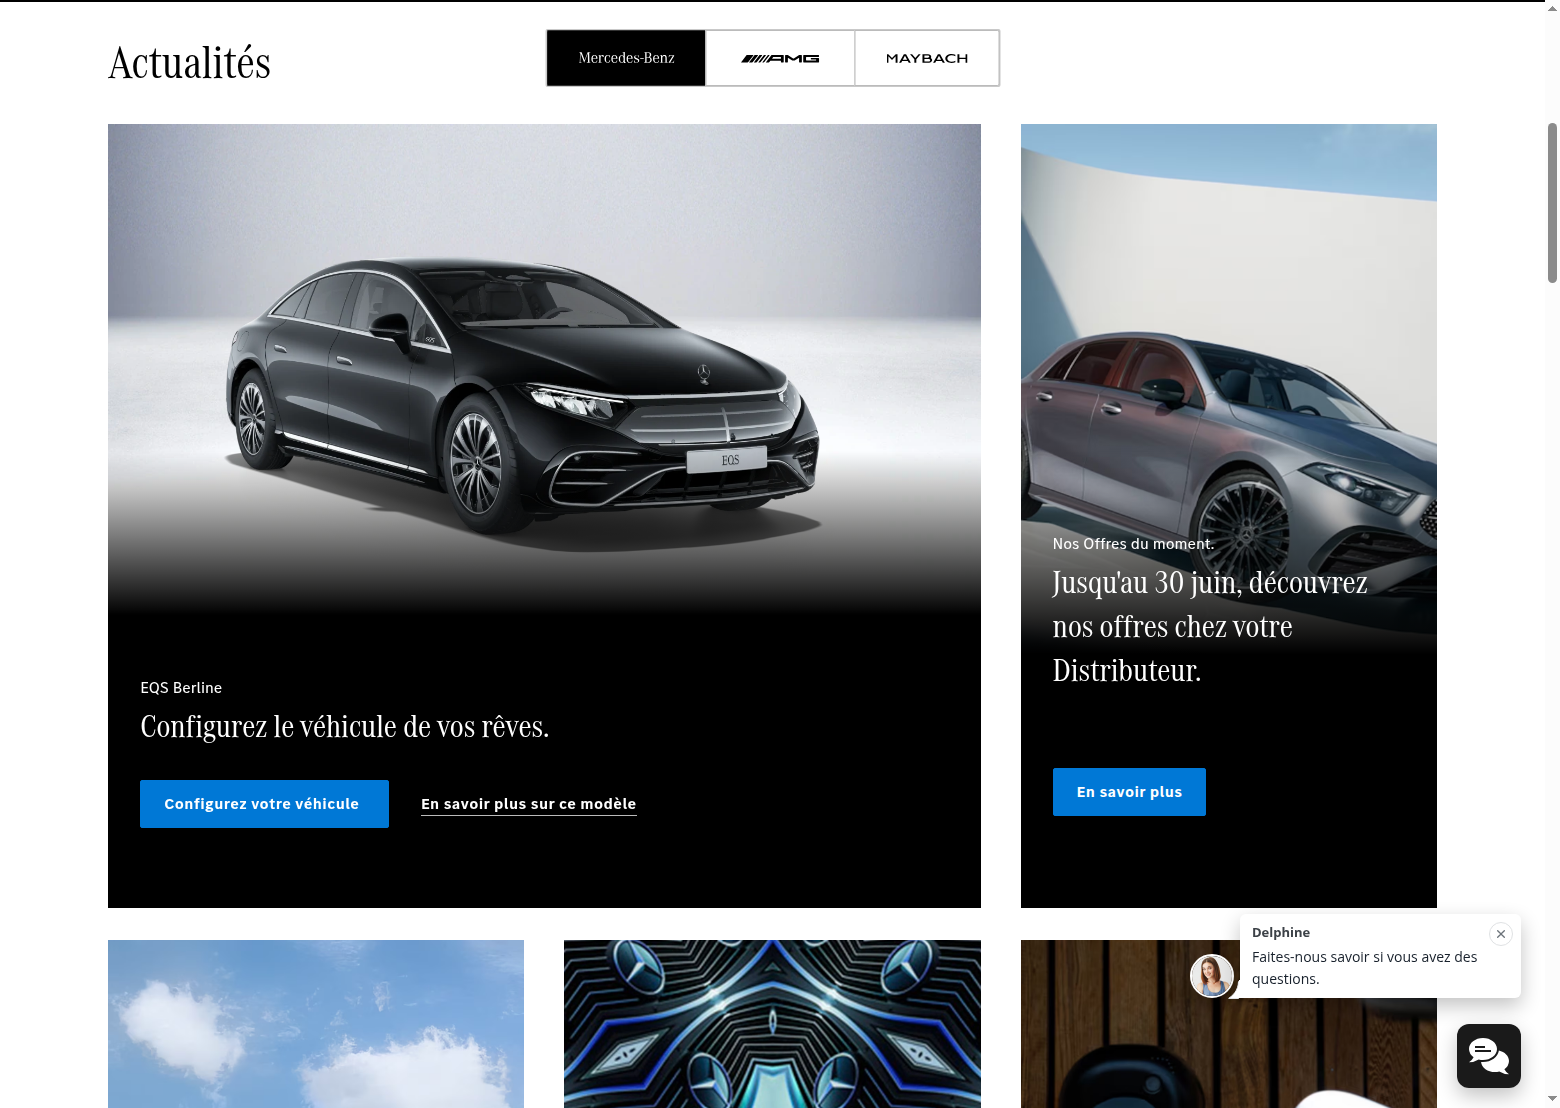 Actualités
Mercedes-Benz
AMG
MAYBACH
EQS
EQS Berline
Configurez le véhicule de vos rêves.
Configurez votre véhicule
En savoir plus sur ce modèle
Nos Offres du moment.
Jusqu'au 30 juin, découvrez
nos offres chez votre
Distributeur.
En savoir plus
Delphine
Faites-nous savoir si vous avez des
questions.